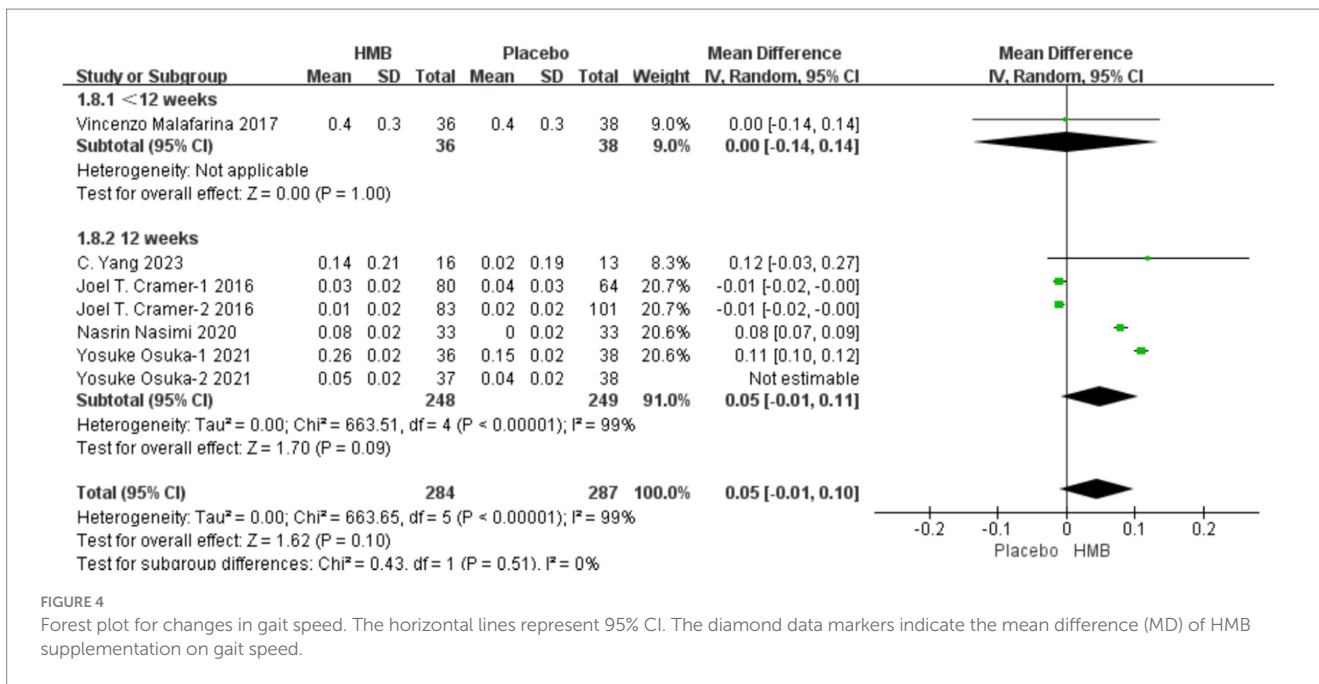 HMB Placebo Mean Difference Mean Difference
Study or Subgroup Mean SD Total Mean SD Total Weight IV, Random, 95% CI IV, Random, 95% CI
1.8.1 <12 weeks
Vincenzo Malafarina 2017 0.4 0.3 36 0.4 0.3 38 9.0% 0.00 [-0.14, 0.14]
Subtotal (95% CI) 36 38 9.0% 0.00 [-0.14, 0.14]
Heterogeneity: Not applicable
Test for overall effect: Z = 0.00 (P = 1.00)
1.8.2 12 weeks
C. Yang 2023 0.14 0.21 16 0.02 0.19 13 8.3% 0.12 [-0.03, 0.27]
Joel T. Cramer-1 2016 0.03 0.02 80 0.04 0.03 64 20.7% -0.01 [-0.02, -0.00]
Joel T. Cramer-2 2016 0.01 0.02 83 0.02 0.02 101 20.7% -0.01 [-0.02, -0.00]
Nasrin Nasimi 2020 0.08 0.02 33 0 0.02 33 20.6% 0.08 [0.07, 0.09]
Yosuke Osuka-1 2021 0.26 0.02 36 0.15 0.02 38 20.6% 0.11 [0.10, 0.12]
Yosuke Osuka-2 2021 0.05 0.02 37 0.04 0.02 38 Not estimable
Subtotal (95% CI) 248 249 91.0% 0.05 [-0.01, 0.11]
Heterogeneity: Tau² = 0.00; Chi² = 663.51, df = 4 (P < 0.00001); I² = 99%
Test for overall effect: Z = 1.70 (P = 0.09)
Total (95% CI) 284 287 100.0% 0.05 [-0.01, 0.10]
Heterogeneity: Tau² = 0.00; Chi² = 663.65, df = 5 (P < 0.00001); I² = 99%
Test for overall effect: Z = 1.62 (P = 0.10)
Test for subgroup differences: Chi² = 0.43. df = 1 (P = 0.51). I² = 0%
-0.2 -0.1 0 0.1 0.2
Placebo HMB
FIGURE 4
Forest plot for changes in gait speed. The horizontal lines represent 95% CI. The diamond data markers indicate the mean difference (MD) of HMB
supplementation on gait speed.